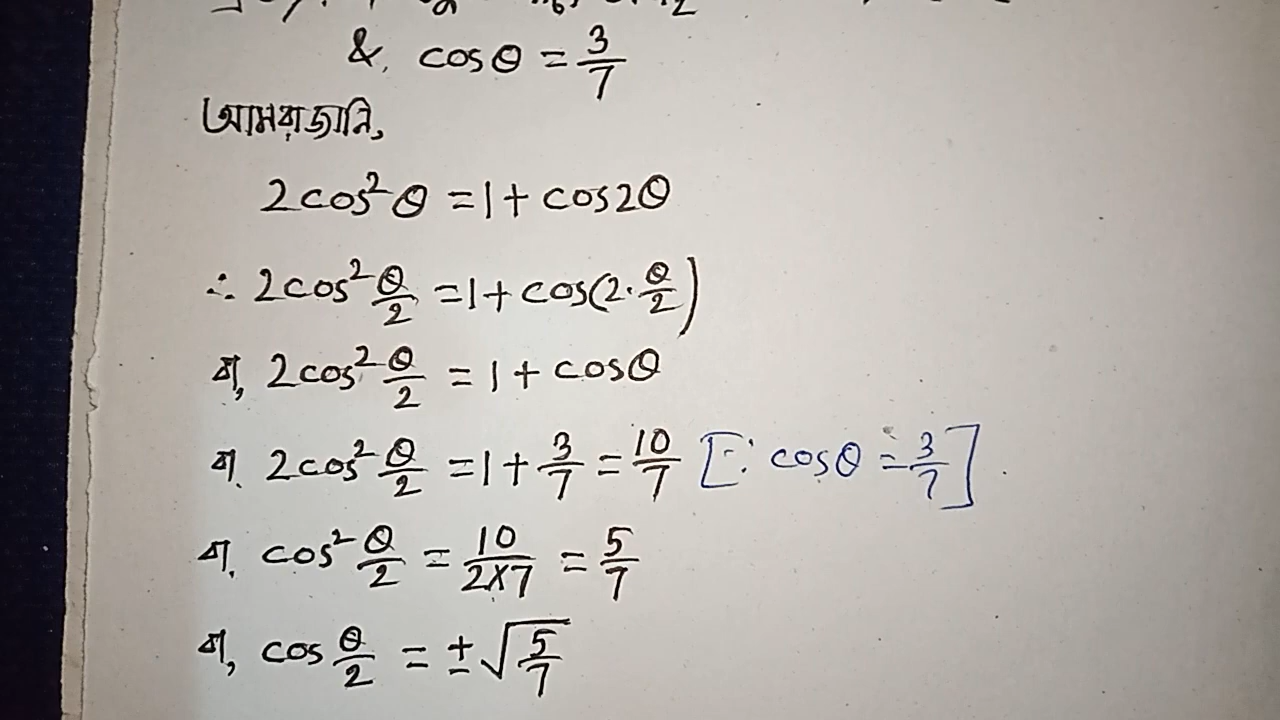 &, cosθ = 3/7
আমরা জানি,
2cos²θ = 1 + cos2θ
∴ 2cos² θ/2 = 1 + cos(2·θ/2)
বা, 2cos² θ/2 = 1 + cosθ
বা, 2cos² θ/2 = 1 + 3/7 = 10/7 [∵ cosθ = 3/7]
বা, cos² θ/2 = 10/2×7 = 5/7
বা, cos θ/2 = ±√5/7